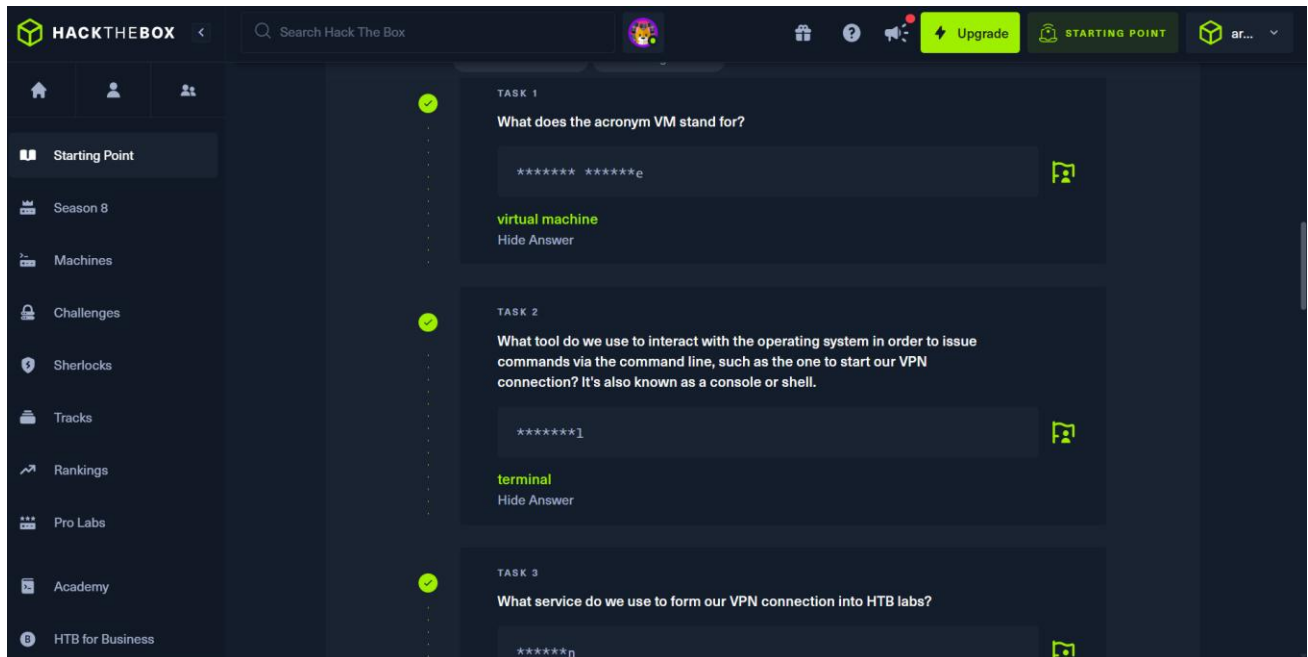 HACKTHEBOX
Search Hack The Box
Upgrade
STARTING POINT
ar...
Starting Point
Season 8
Machines
Challenges
Sherlocks
Tracks
Rankings
Pro Labs
Academy
HTB for Business
TASK 1
What does the acronym VM stand for?
******* ******e
virtual machine
Hide Answer
TASK 2
What tool do we use to interact with the operating system in order to issue
commands via the command line, such as the one to start our VPN
connection? It's also known as a console or shell.
*******l
terminal
Hide Answer
TASK 3
What service do we use to form our VPN connection into HTB labs?
******n